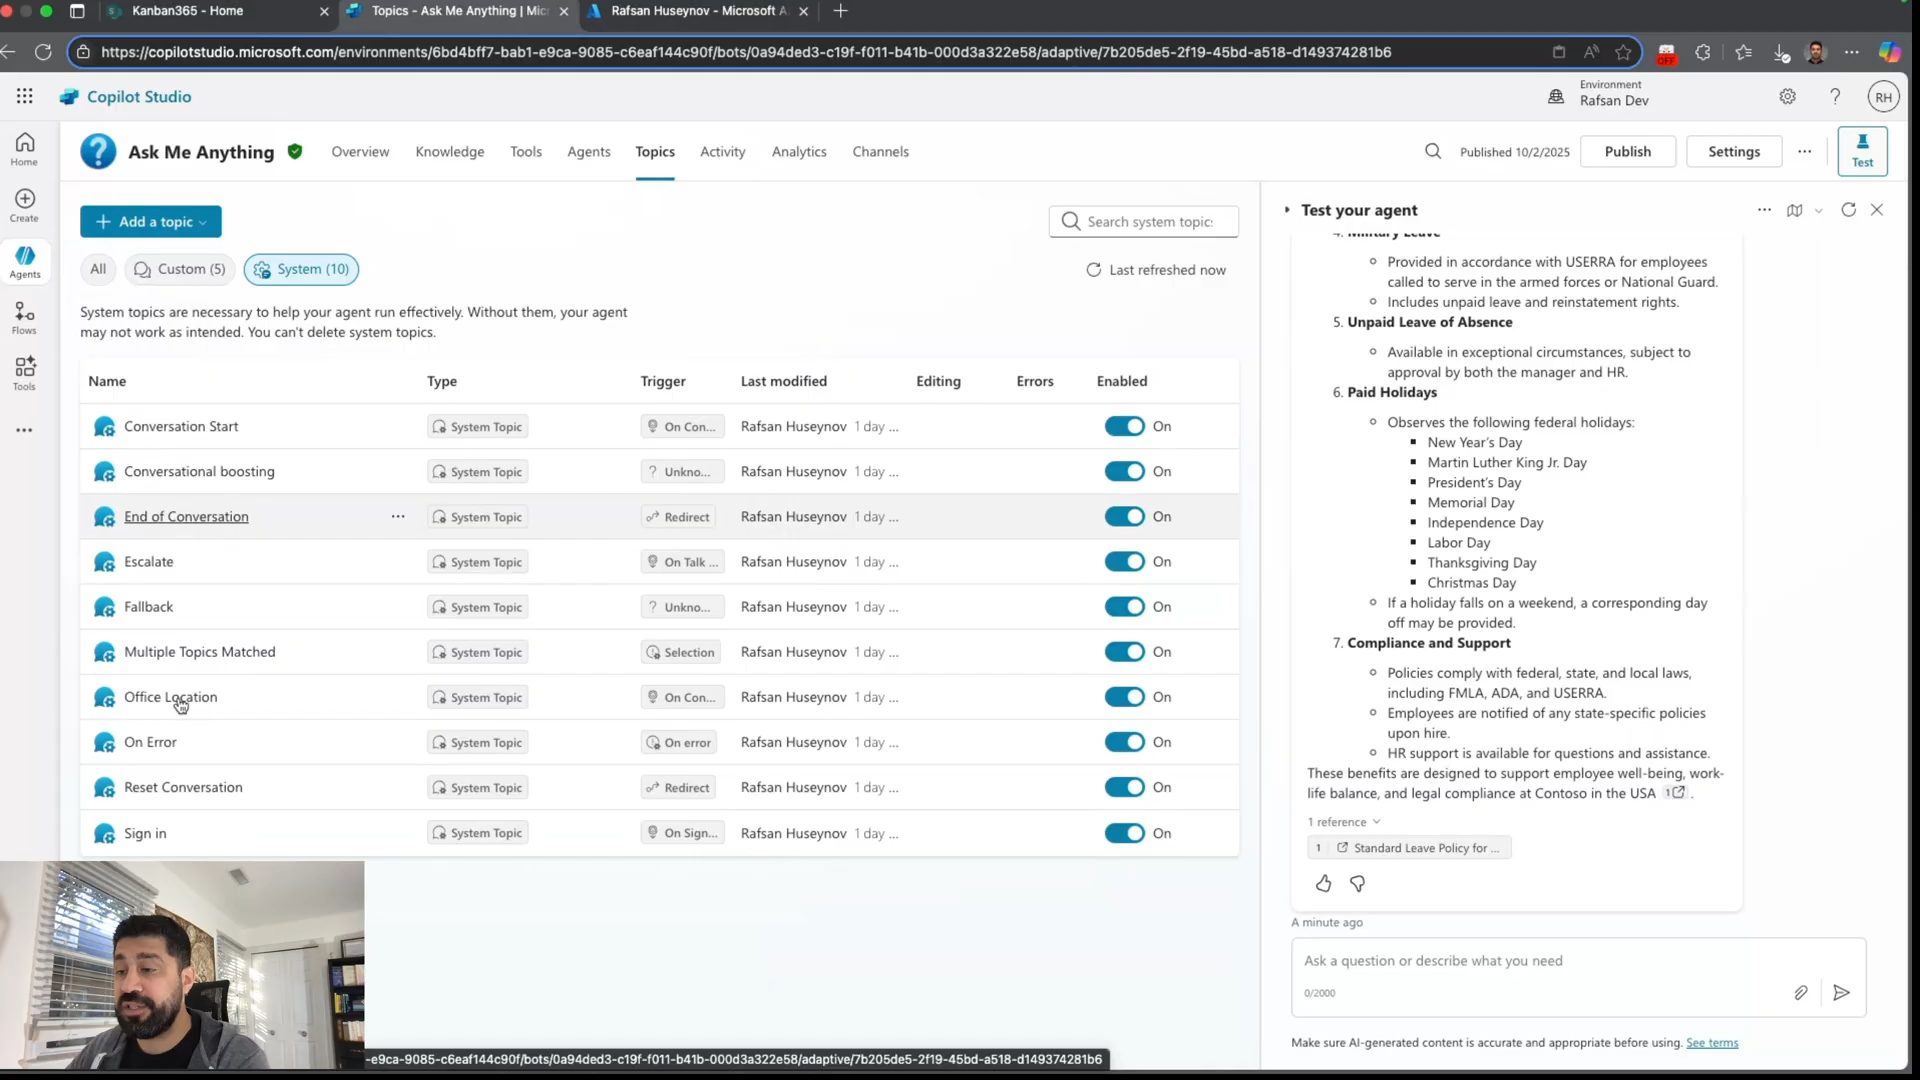 Kanban365 - Home
Topics - Ask Me Anything | Mic
Rafsan Huseynov - Microsoft A
https://copilotstudio.microsoft.com/environments/6bd4bff7-bab1-e9ca-9085-c6eaf144c90f/bots/0a94ded3-c19f-f011-b41b-000d3a322e58/adaptive/7b205de5-2f19-45bd-a518-d149374281b6
OFF
Copilot Studio
Environment
Rafsan Dev
RH
Home
Create
Agents
Flows
Tools
Ask Me Anything
Overview
Knowledge
Tools
Agents
Topics
Activity
Analytics
Channels
Published 10/2/2025
Publish
Settings
Test
Add a topic
Search system topic:
All
Custom (5)
System (10)
Last refreshed now
System topics are necessary to help your agent run effectively. Without them, your agent
may not work as intended. You can't delete system topics.
Name Type Trigger Last modified Editing Errors Enabled
Conversation Start System Topic On Con... Rafsan Huseynov 1 day ... On
Conversational boosting System Topic ? Unkno... Rafsan Huseynov 1 day ... On
End of Conversation ... System Topic Redirect Rafsan Huseynov 1 day ... On
Escalate System Topic On Talk ... Rafsan Huseynov 1 day ... On
Fallback System Topic ? Unkno... Rafsan Huseynov 1 day ... On
Multiple Topics Matched System Topic Selection Rafsan Huseynov 1 day ... On
Office Location System Topic On Con... Rafsan Huseynov 1 day ... On
On Error System Topic On error Rafsan Huseynov 1 day ... On
Reset Conversation System Topic Redirect Rafsan Huseynov 1 day ... On
Sign in System Topic On Sign... Rafsan Huseynov 1 day ... On
-e9ca-9085-c6eaf144c90f/bots/0a94ded3-c19f-f011-b41b-000d3a322e58/adaptive/7b205de5-2f19-45bd-a518-d149374281b6
Test your agent
4. Military Leave
Provided in accordance with USERRA for employees
called to serve in the armed forces or National Guard.
Includes unpaid leave and reinstatement rights.
5. Unpaid Leave of Absence
Available in exceptional circumstances, subject to
approval by both the manager and HR.
6. Paid Holidays
Observes the following federal holidays:
New Year's Day
Martin Luther King Jr. Day
President's Day
Memorial Day
Independence Day
Labor Day
Thanksgiving Day
Christmas Day
If a holiday falls on a weekend, a corresponding day
off may be provided.
7. Compliance and Support
Policies comply with federal, state, and local laws,
including FMLA, ADA, and USERRA.
Employees are notified of any state-specific policies
upon hire.
HR support is available for questions and assistance.
These benefits are designed to support employee well-being, work-
life balance, and legal compliance at Contoso in the USA 1 .
1 reference
1 Standard Leave Policy for ...
A minute ago
Ask a question or describe what you need
0/2000
Make sure AI-generated content is accurate and appropriate before using. See terms